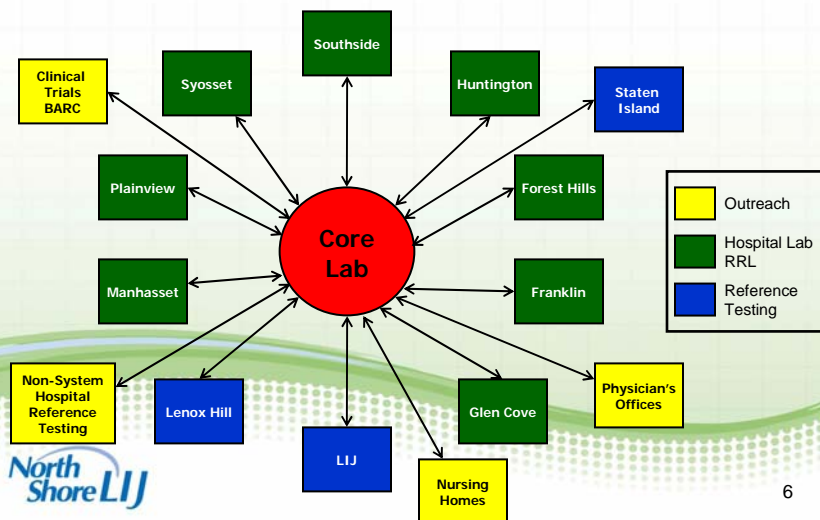 Southside
Clinical
Trials
BARC
Syosset
Huntington
Staten
Island
Plainview
Forest Hills
Core
Lab
Manhasset
Franklin
Outreach
Hospital Lab
RRL
Reference
Testing
Non-System
Hospital
Reference
Testing
Lenox Hill
LIJ
Nursing
Homes
Glen Cove
Physician's
Offices
North
Shore LIJ
6